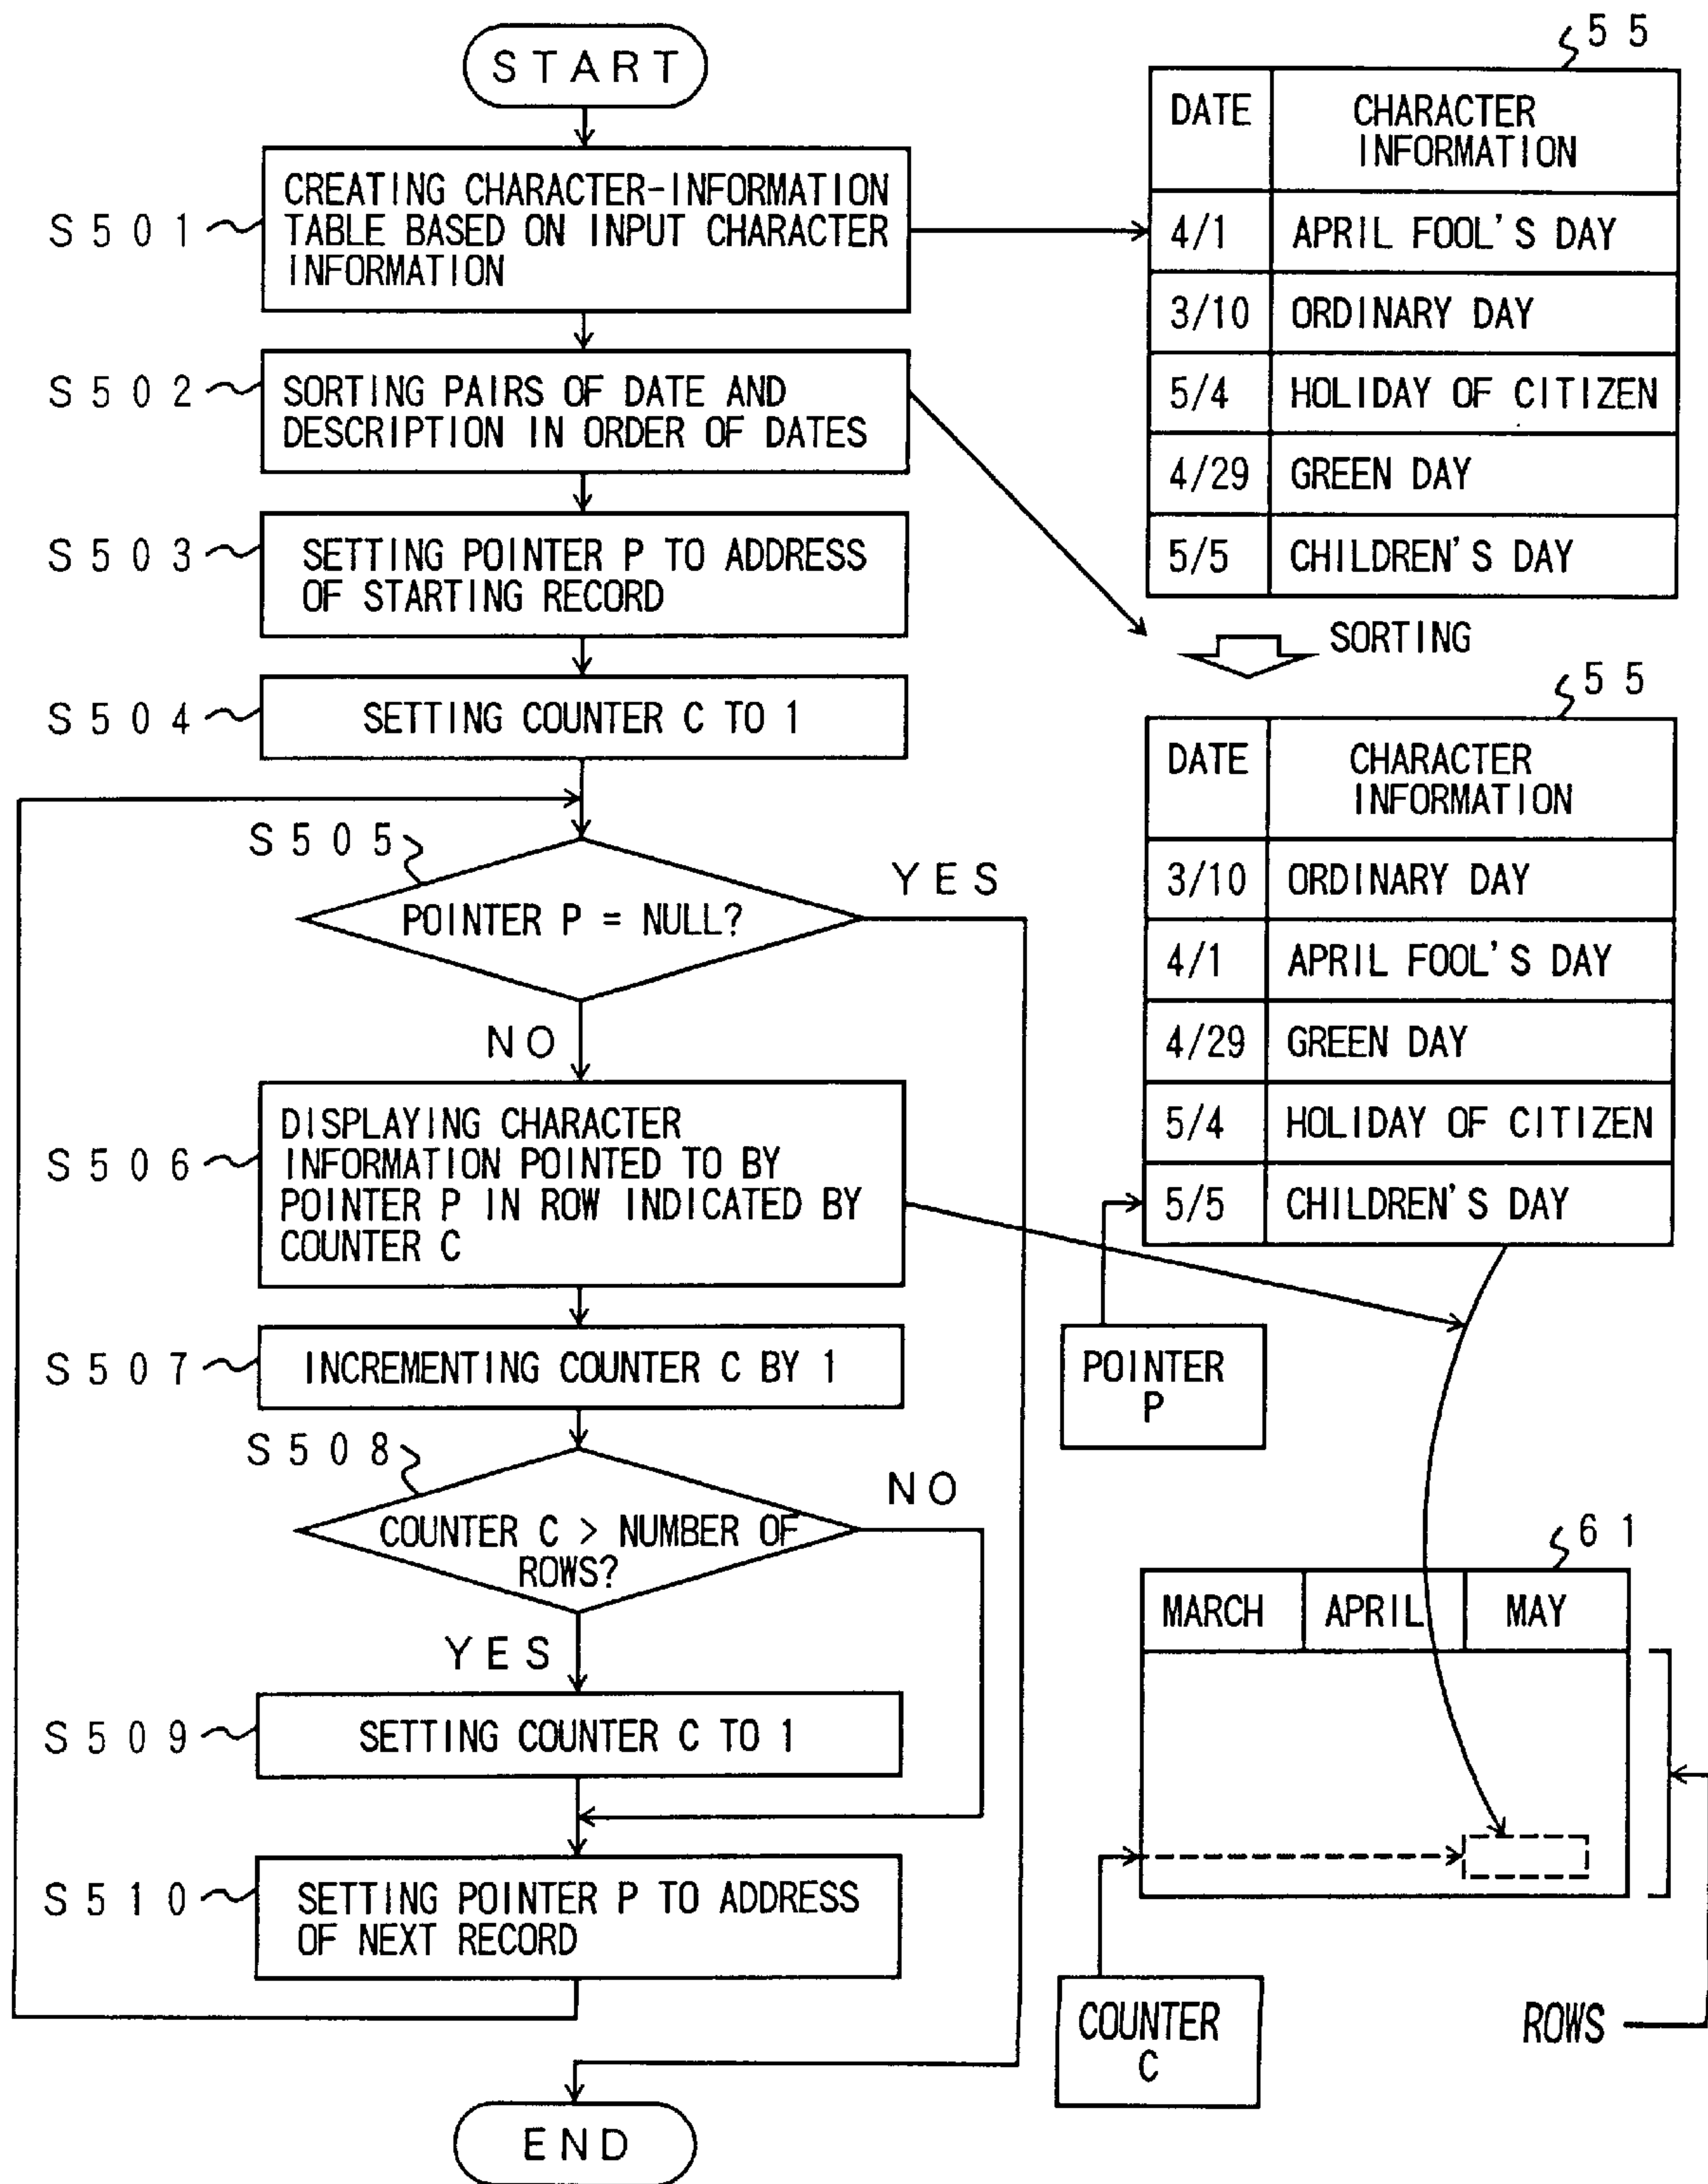 START
S501
CREATING CHARACTER-INFORMATION
TABLE BASED ON INPUT CHARACTER
INFORMATION
S502
SORTING PAIRS OF DATE AND
DESCRIPTION IN ORDER OF DATES
S503
SETTING POINTER P TO ADDRESS
OF STARTING RECORD
S504
SETTING COUNTER C TO 1
S505
POINTER P = NULL?
YES
NO
S506
DISPLAYING CHARACTER
INFORMATION POINTED TO BY
POINTER P IN ROW INDICATED BY
COUNTER C
S507
INCREMENTING COUNTER C BY 1
S508
COUNTER C > NUMBER OF
ROWS?
NO
YES
S509
SETTING COUNTER C TO 1
S510
SETTING POINTER P TO ADDRESS
OF NEXT RECORD
END
55
DATE CHARACTER
INFORMATION
4/1 APRIL FOOL'S DAY
3/10 ORDINARY DAY
5/4 HOLIDAY OF CITIZEN
4/29 GREEN DAY
5/5 CHILDREN'S DAY
SORTING
55
DATE CHARACTER
INFORMATION
3/10 ORDINARY DAY
4/1 APRIL FOOL'S DAY
4/29 GREEN DAY
5/4 HOLIDAY OF CITIZEN
5/5 CHILDREN'S DAY
POINTER
P
61
MARCH APRIL MAY
COUNTER
C
ROWS